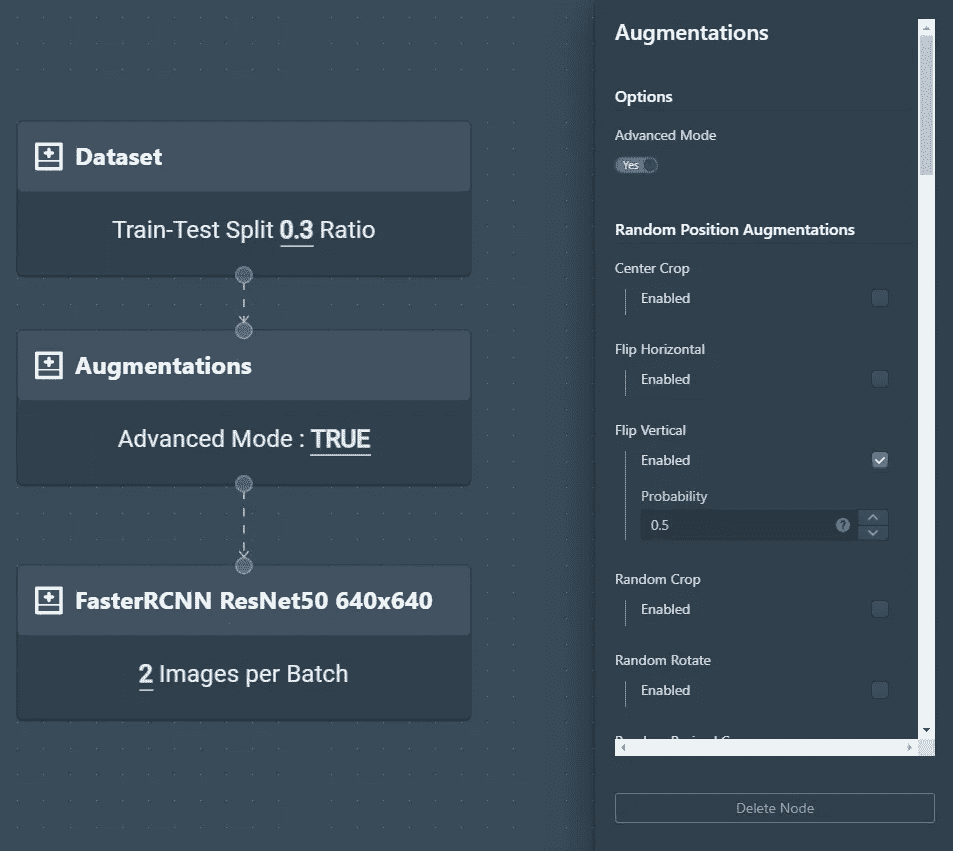 Dataset
Train-Test Split 0.3 Ratio
Augmentations
Advanced Mode : TRUE
FasterRCNN ResNet50 640x640
2 Images per Batch
Augmentations
Options
Advanced Mode
Yes
Random Position Augmentations
Center Crop
Enabled
Flip Horizontal
Enabled
Flip Vertical
Enabled
Probability
0.5 ?
Random Crop
Enabled
Random Rotate
Enabled
Delete Node